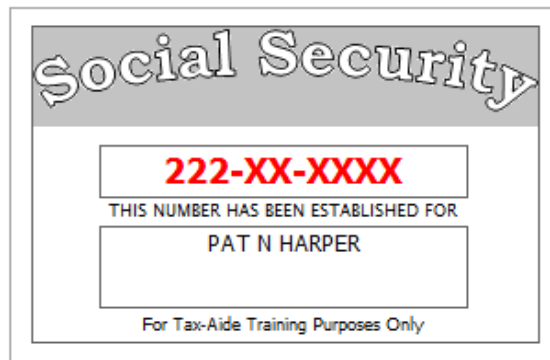 Social Security
222-XX-XXXX
THIS NUMBER HAS BEEN ESTABLISHED FOR
PAT N HARPER
For Tax-Aide Training Purposes Only